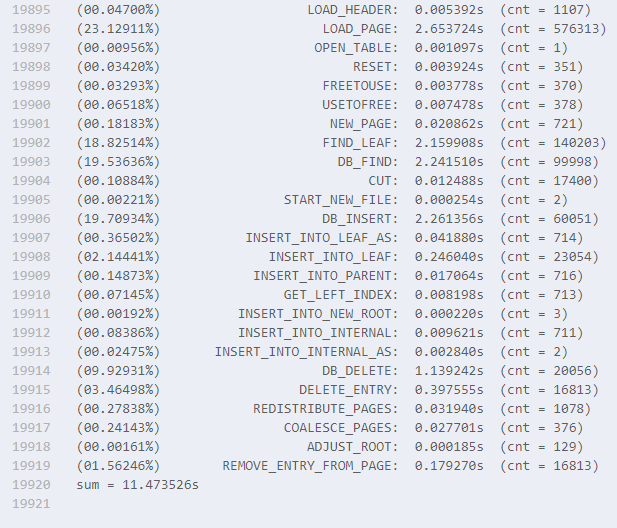 19895 (00.04700%) LOAD_HEADER: 0.005392s (cnt = 1107)
19896 (23.12911%) LOAD_PAGE: 2.653724s (cnt = 576313)
19897 (00.00956%) OPEN_TABLE: 0.001097s (cnt = 1)
19898 (00.03420%) RESET: 0.003924s (cnt = 351)
19899 (00.03293%) FREETOUSE: 0.003778s (cnt = 370)
19900 (00.06518%) USETOFREE: 0.007478s (cnt = 378)
19901 (00.18183%) NEW_PAGE: 0.020862s (cnt = 721)
19902 (18.82514%) FIND_LEAF: 2.159908s (cnt = 140203)
19903 (19.53636%) DB_FIND: 2.241510s (cnt = 99998)
19904 (00.10884%) CUT: 0.012488s (cnt = 17400)
19905 (00.00221%) START_NEW_FILE: 0.000254s (cnt = 2)
19906 (19.70934%) DB_INSERT: 2.261356s (cnt = 60051)
19907 (00.36502%) INSERT_INTO_LEAF_AS: 0.041880s (cnt = 714)
19908 (02.14441%) INSERT_INTO_LEAF: 0.246040s (cnt = 23054)
19909 (00.14873%) INSERT_INTO_PARENT: 0.017064s (cnt = 716)
19910 (00.07145%) GET_LEFT_INDEX: 0.008198s (cnt = 713)
19911 (00.00192%) INSERT_INTO_NEW_ROOT: 0.000220s (cnt = 3)
19912 (00.08386%) INSERT_INTO_INTERNAL: 0.009621s (cnt = 711)
19913 (00.02475%) INSERT_INTO_INTERNAL_AS: 0.002840s (cnt = 2)
19914 (09.92931%) DB_DELETE: 1.139242s (cnt = 20056)
19915 (03.46498%) DELETE_ENTRY: 0.397555s (cnt = 16813)
19916 (00.27838%) REDISTRIBUTE_PAGES: 0.031940s (cnt = 1078)
19917 (00.24143%) COALESCE_PAGES: 0.027701s (cnt = 376)
19918 (00.00161%) ADJUST_ROOT: 0.000185s (cnt = 129)
19919 (01.56246%) REMOVE_ENTRY_FROM_PAGE: 0.179270s (cnt = 16813)
19920 sum = 11.473526s
19921